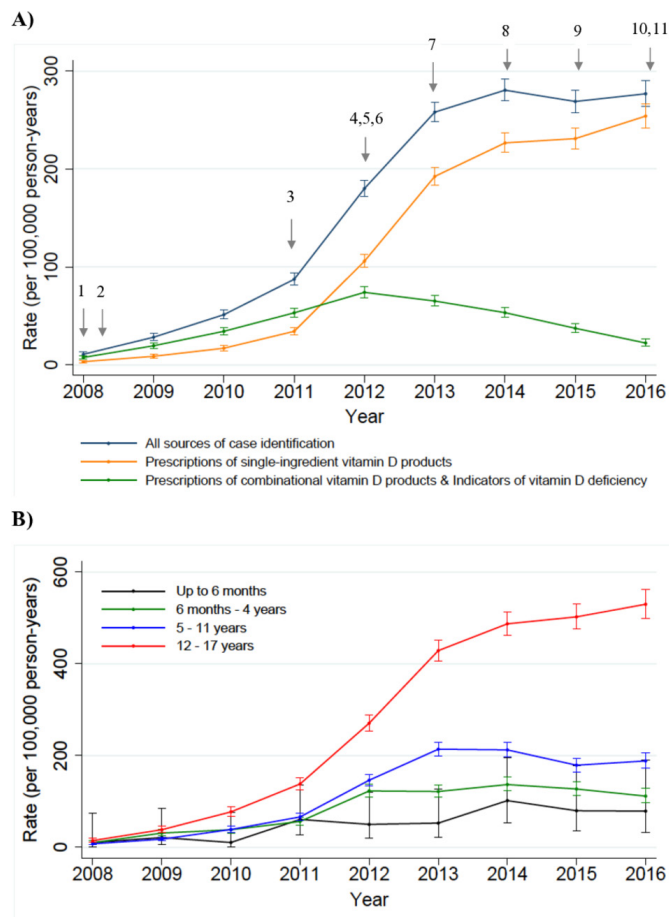 A)
10,11
9
8
7
4,5,6
3
1 2
300
200
100
0
Rate (per 100,000 person-years)
2008 2009 2010 2011 2012 2013 2014 2015 2016
Year
All sources of case identification
Prescriptions of single-ingredient vitamin D products
Prescriptions of combinational vitamin D products & Indicators of vitamin D deficiency
B)
600
400
200
0
Rate (per 100,000 person-years)
Up to 6 months
6 months - 4 years
5 - 11 years
12 - 17 years
2008 2009 2010 2011 2012 2013 2014 2015 2016
Year